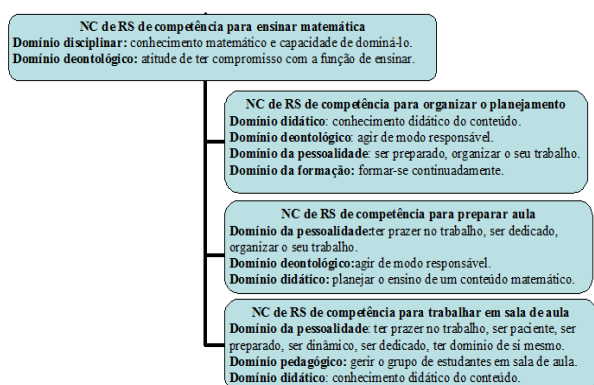 NC de RS de competência para ensinar matemática
Domínio disciplinar: conhecimento matemático e capacidade de dominá-lo.
Domínio deontológico: atitude de ter compromisso com a função de ensinar.
NC de RS de competência para organizar o planejamento
Domínio didático: conhecimento didático do conteúdo.
Domínio deontológico: agir de modo responsável.
Domínio da pessoalidade: ser preparado, organizar o seu trabalho.
Domínio da formação: formar-se continuadamente.
NC de RS de competência para preparar aula
Domínio da pessoalidade:ter prazer no trabalho, ser dedicado,
organizar o seu trabalho.
Domínio deontológico:agir de modo responsável.
Domínio didático: planejar o ensino de um conteúdo matemático.
NC de RS de competência para trabalhar em sala de aula
Domínio da pessoalidade: ter prazer no trabalho, ser paciente, ser
preparado, ser dinâmico, ser dedicado, ter domínio de si mesmo.
Domínio pedagógico: gerir o grupo de estudantes em sala de aula.
Domínio didático: conhecimento didático do conteúdo.